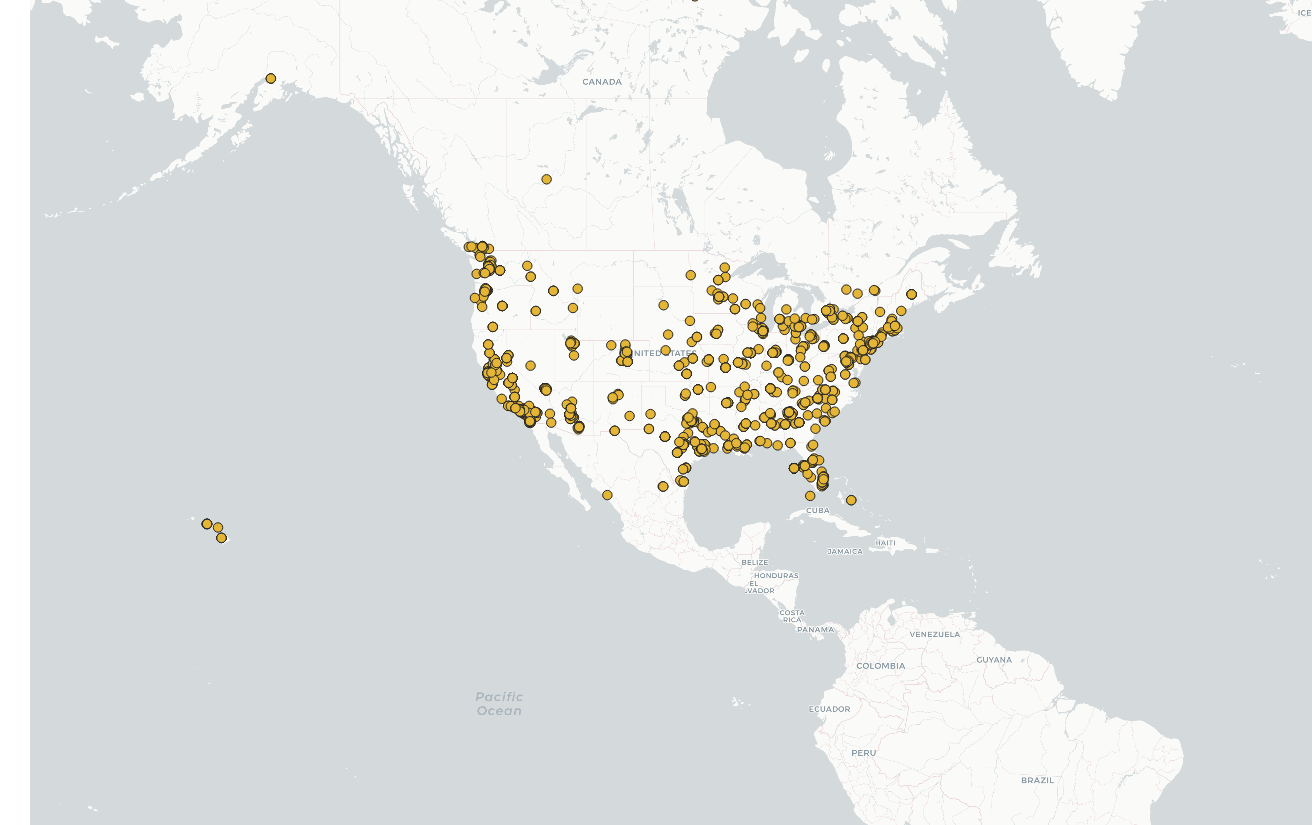 ICE
CANADA
UNITED STATES
CUBA
HAITI
JAMAICA
BELIZE
HONDURAS
EL
.VADOR
COSTA
RICA
PANAMA
VENEZUELA
GUYANA
COLOMBIA
Pacific
Ocean
ECUADOR
PERU
BRAZIL